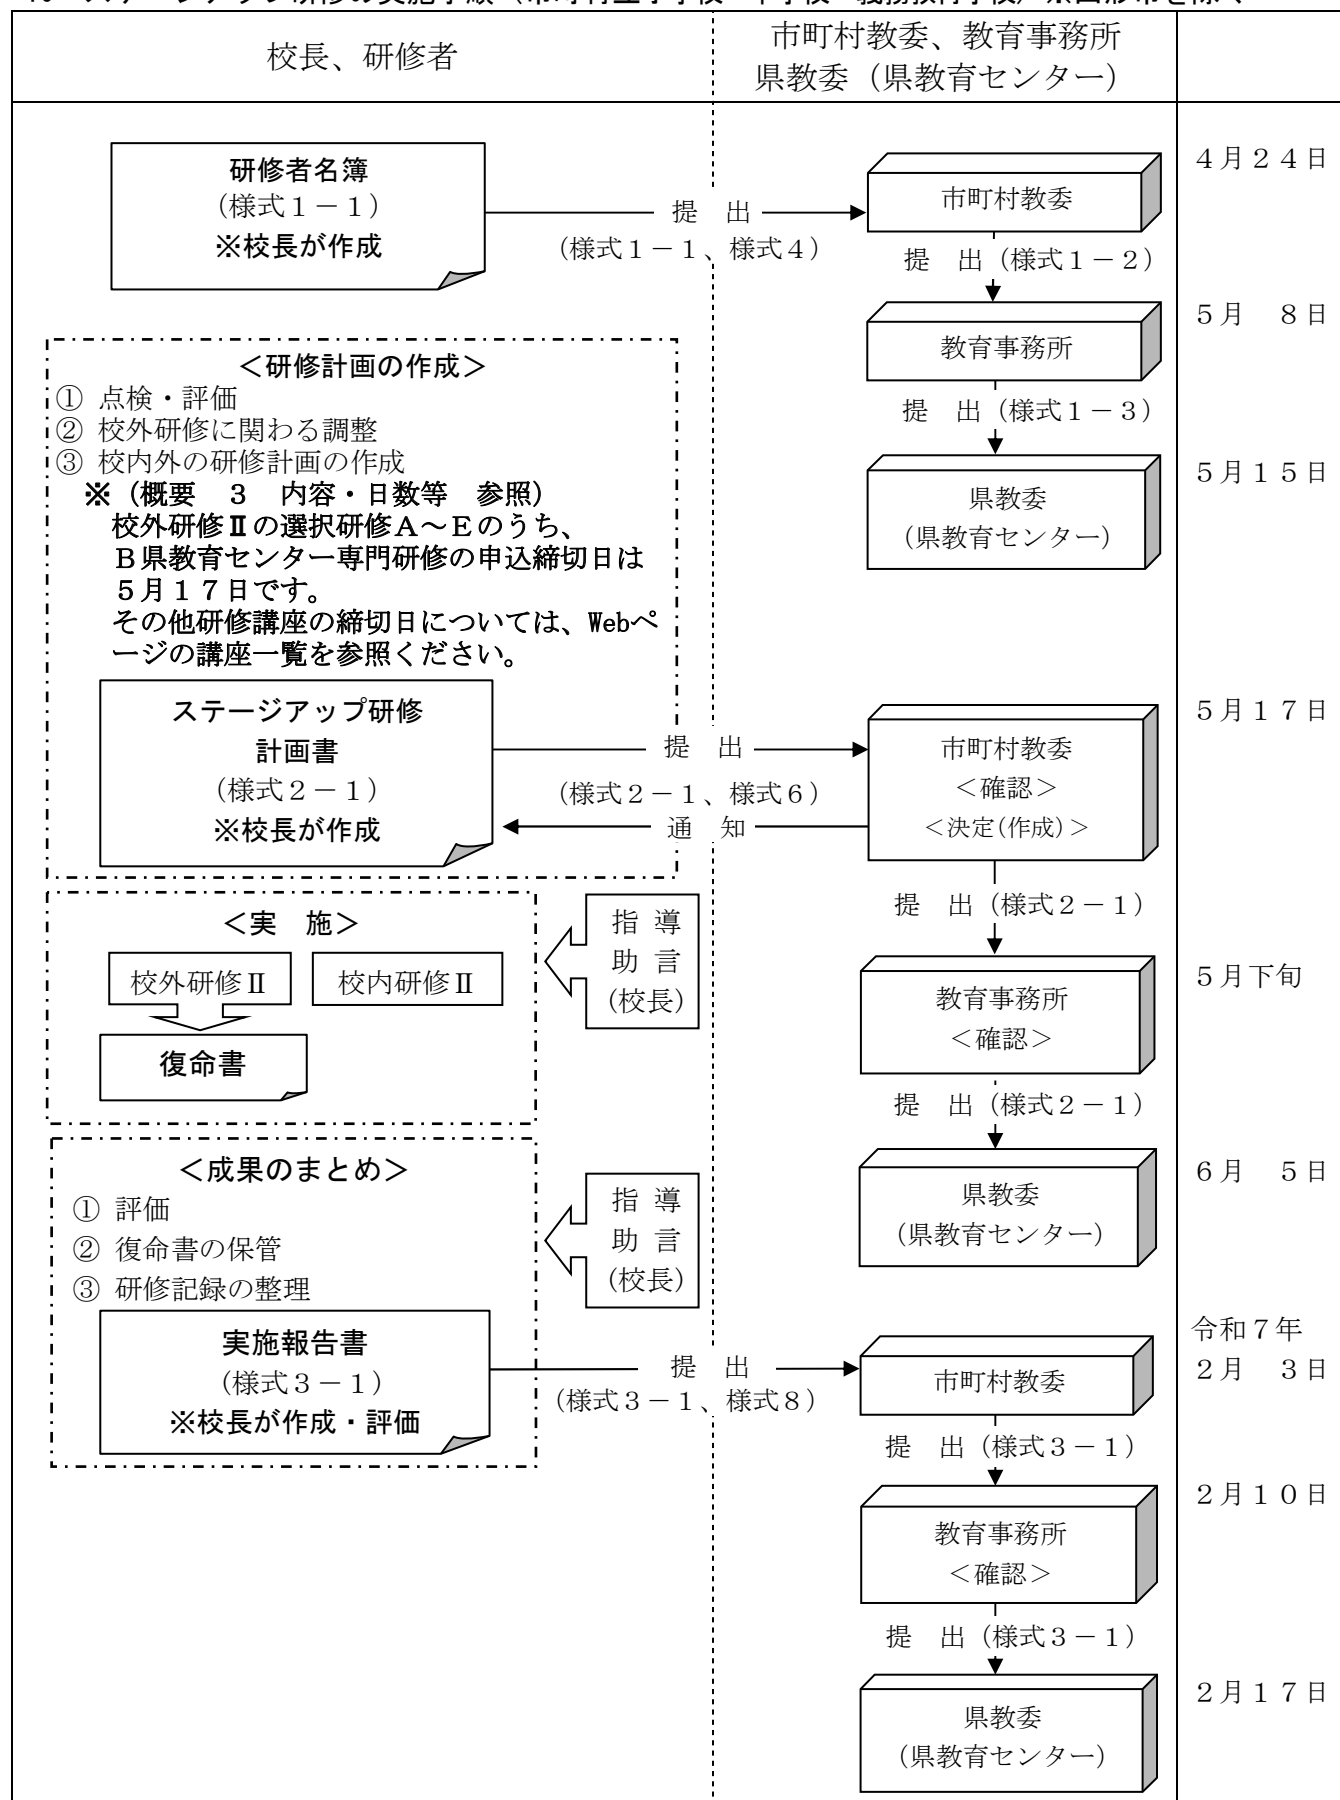 校長、研修者
市町村教委、教育事務所
県教委（県教育センター）
研修者名簿
（様式１－１）
※校長が作成
提　出
（様式１－１、様式４）
市町村教委
４月２４日
提　出（様式１－２）
教育事務所
５月　８日
提　出（様式１－３）
県教委
（県教育センター）
５月１５日
＜研修計画の作成＞
① 点検・評価
② 校外研修に関わる調整
③ 校内外の研修計画の作成
※（概要　３　内容・日数等　参照）
校外研修Ⅱの選択研修Ａ～Ｅのうち、
Ｂ県教育センター専門研修の申込締切日は
５月１７日です。
その他研修講座の締切日については、Webペ
ージの講座一覧を参照ください。
ステージアップ研修
計画書
（様式２－１）
※校長が作成
提　出
（様式２－１、様式６）
通　知
市町村教委
＜確認＞
＜決定(作成)＞
５月１７日
提　出（様式２－１）
教育事務所
＜確認＞
５月下旬
提　出（様式２－１）
県教委
（県教育センター）
６月　５日
＜実　施＞
校外研修Ⅱ
校内研修Ⅱ
復命書
指 導
助 言
(校長)
＜成果のまとめ＞
① 評価
② 復命書の保管
③ 研修記録の整理
指 導
助 言
(校長)
実施報告書
（様式３－１）
※校長が作成・評価
提　出
（様式３－１、様式８）
市町村教委
令和７年
２月　３日
提　出（様式３－１）
教育事務所
＜確認＞
２月１０日
提　出（様式３－１）
県教委
（県教育センター）
２月１７日